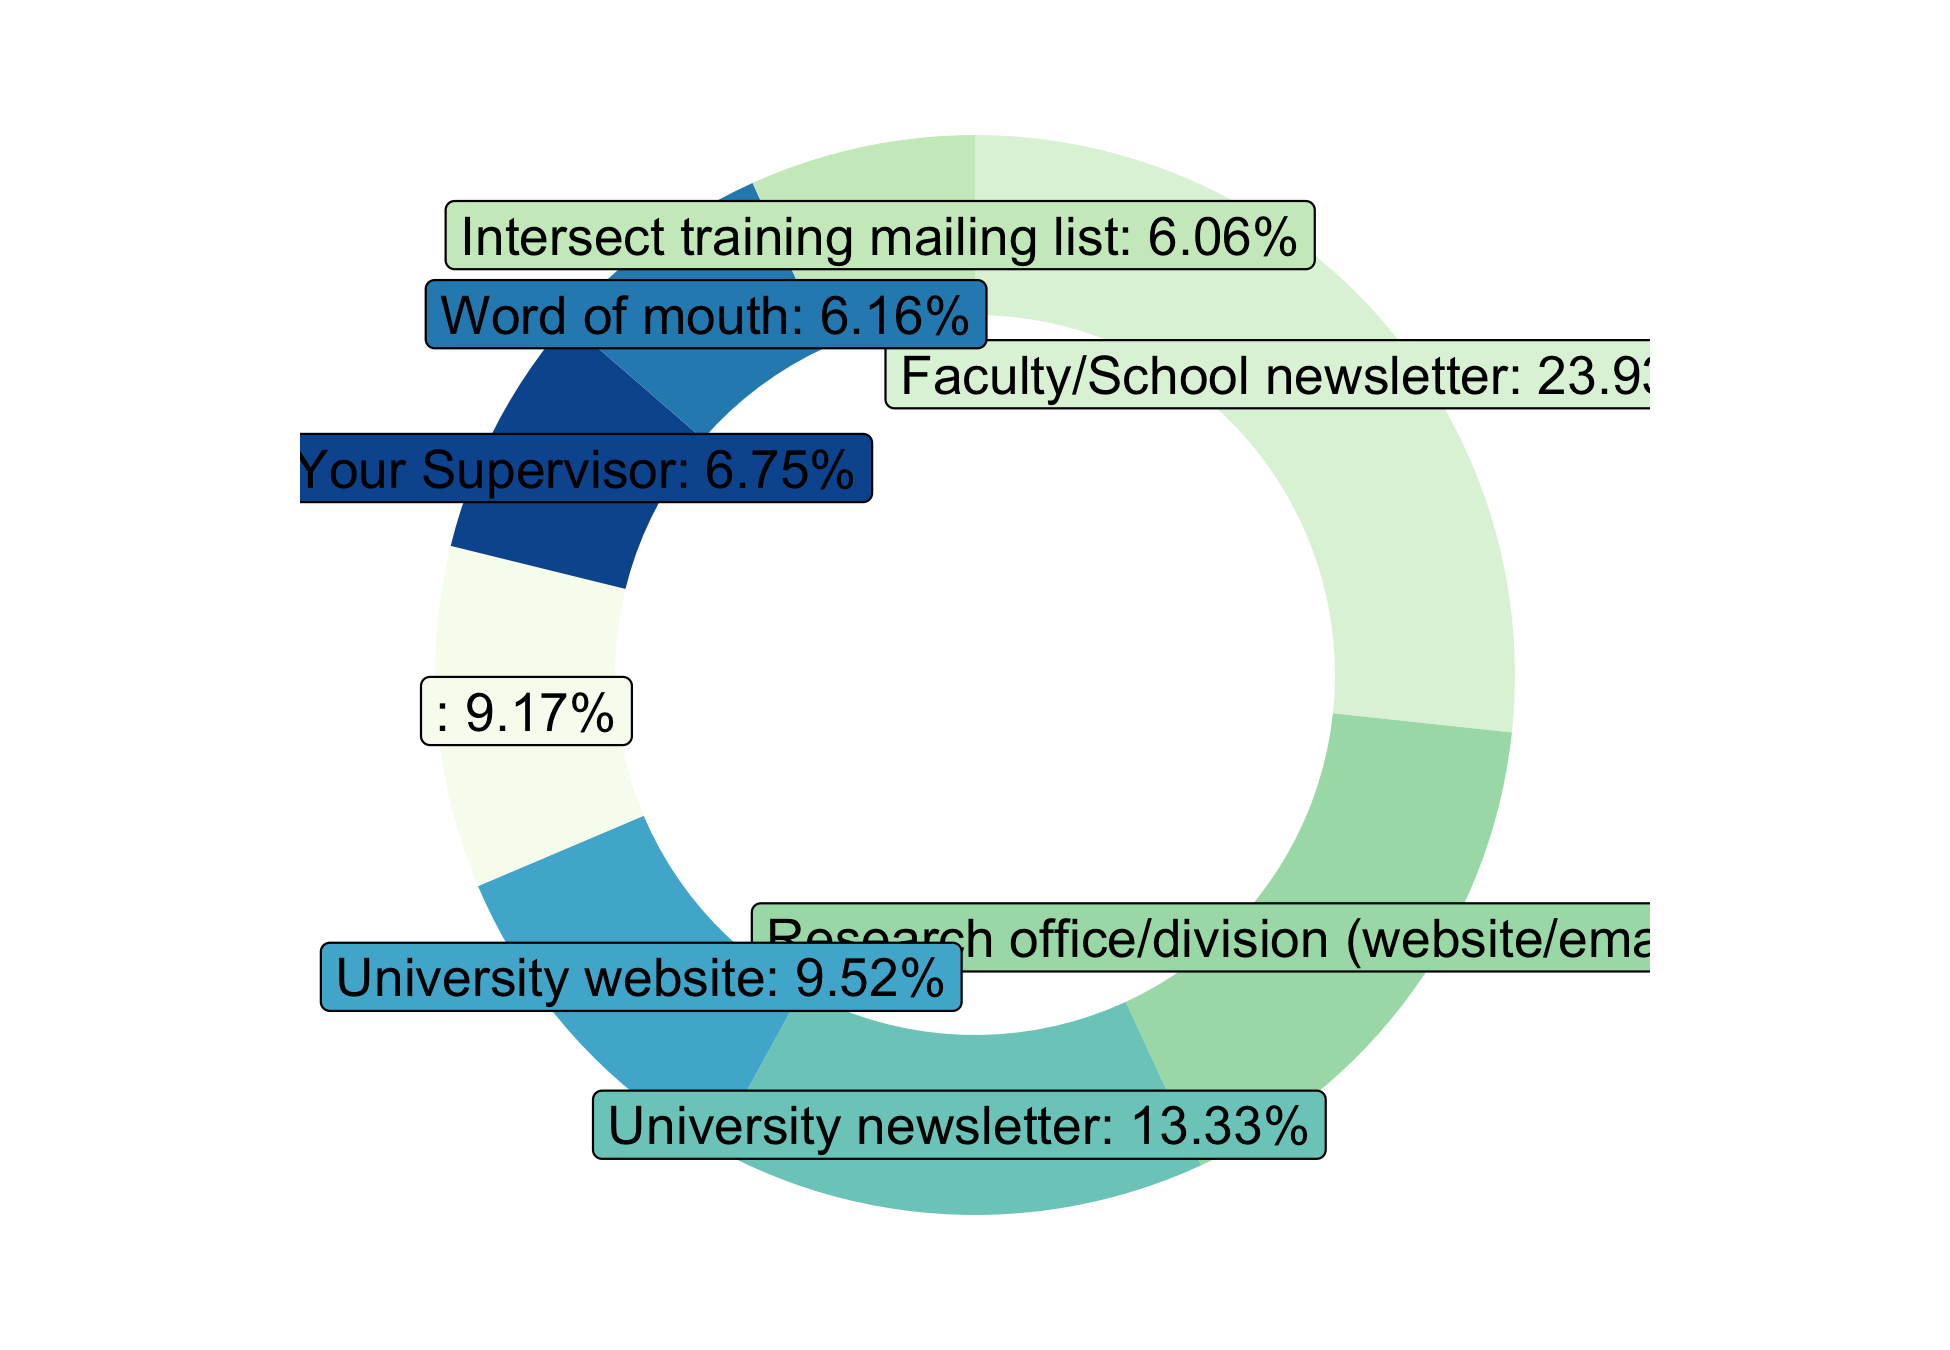 Intersect training mailing list: 6.06%
Word of mouth: 6.16%
Faculty/School newsletter: 23.93
Your Supervisor: 6.75%
: 9.17%
Research office/division (website/ema
University website: 9.52%
University newsletter: 13.33%